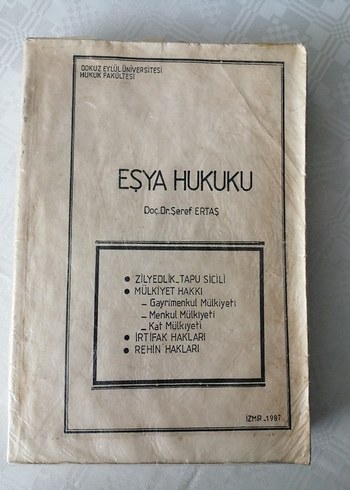 DOKUZ EYLÜL ÜNİVERSİTESİ
HUKUK FAKÜLTESİ
EŞYA HUKUKU
Doç.Dr.Şeref ERTAŞ
● ZİLYEDLİK_TAPU SİCİLİ
● MÜLKİYET HAKKI
_ Gayrimenkul Mülkiyeti
_ Menkul Mülkiyeti
_ Kat Mülkiyeti
● İRTİFAK HAKLARI
● REHİN HAKLARI
İZMİR_1987